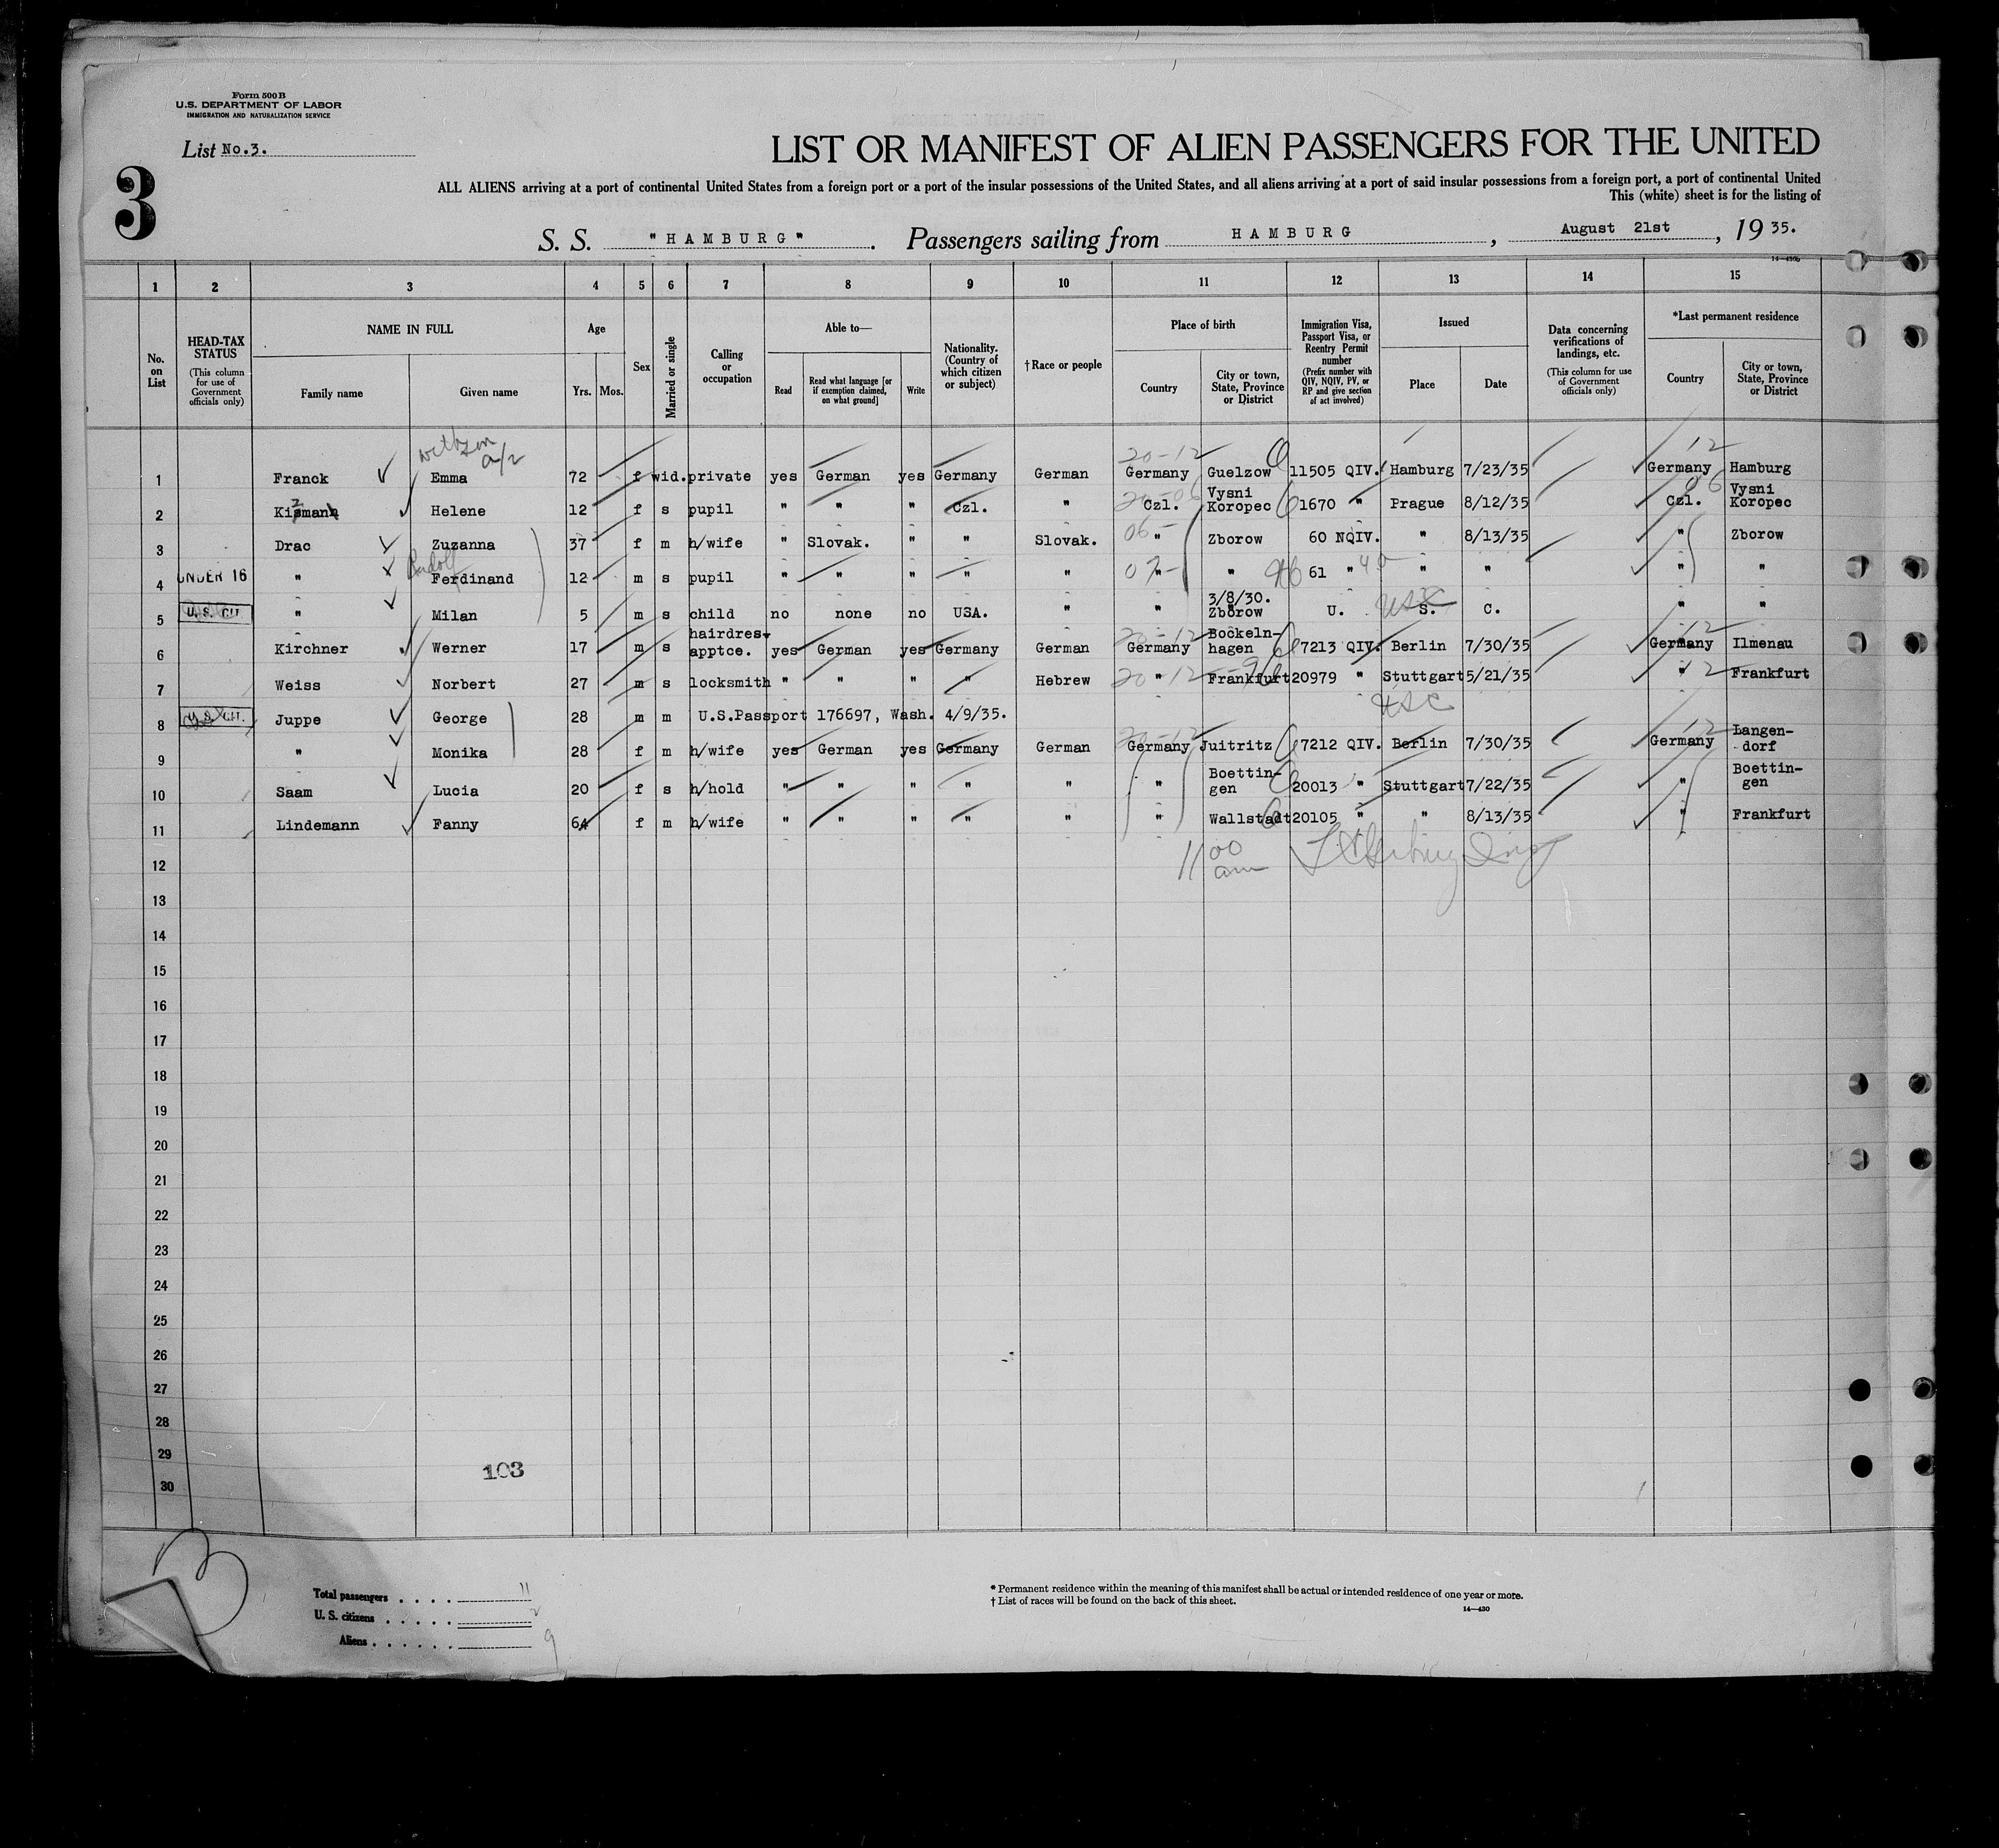 Form 500 B
U.S. DEPARTMENT OF LABOR
IMMIGRATION AND NATURALIZATION SERVICE
List No.3.
3
LIST OR MANIFEST OF ALIEN PASSENGERS FOR THE UNITED
ALL ALIENS arriving at a port of continental United States from a foreign port or a port of the insular possessions of the United States, and all aliens arriving at a port of said insular possessions from a foreign port, a port of continental United
This (white) sheet is for the listing of
S. S. "HAMBURG". Passengers sailing from HAMBURG, August 21st, 1935.
14-430b
1 2 3 4 5 6 7 8 9 10 11 12 13 14 15
No. on List
HEAD-TAX STATUS (This column for use of Government officials only)
NAME IN FULL Family name Given name
Age Yrs. Mos.
Sex
Married or single
Calling or occupation
Able to— Read Read what language [or if exemption claimed, on what ground] Write
Nationality. (Country of which citizen or subject)
† Race or people
Place of birth Country City or town, State, Province or District
Immigration Visa, Passport Visa, or Reentry Permit number (Prefix number with QIV, NQIV, PV, or RP and give section of act involved)
Issued Place Date
Data concerning verifications of landings, etc. (This column for use of Government officials only)
*Last permanent residence Country City or town, State, Province or District
20-12 12
1 Franck Emma 72 f wid. private yes German yes Germany German Germany Guelzow 11505 QIV. Hamburg 7/23/35 Germany Hamburg
06
2 Kismann Helene 12 f s pupil " " " Czl. " Czl. Vysni Koropec 1670 " Prague 8/12/35 Czl. Vysni Koropec
3 Drac Zuzanna 37 f m h/wife " Slovak. " " Slovak. 06- " Zborow 60 NQIV. " 8/13/35 " Zborow
Rudolf
4 UNDER 16 " Ferdinand 12 m s pupil " " " " " " " 61 " " " " "
5 U. S. CIT. " Milan 5 m s child no none no USA. " " 3/8/30. Zborow U. S. C. " "
6 Kirchner Werner 17 m s hairdres- apptce. yes German yes Germany German 20-12 Germany Bockeln- hagen 7213 QIV. Berlin 7/30/35 12 Germany Ilmenau
7 Weiss Norbert 27 m s locksmith " " " " Hebrew 20-12 " Frankfurt 20979 " Stuttgart 5/21/35 " 12 Frankfurt
USC
8 U.S. CIT. Juppe George 28 m m U.S.Passport 176697, Wash. 4/9/35.
9 " Monika 28 f m h/wife yes German yes Germany German 20-12 Germany Juitritz 7212 QIV. Berlin 7/30/35 12 Germany Langen- dorf
10 Saam Lucia 20 f s h/hold " " " " " " Boettin- gen 20013 " Stuttgart 7/22/35 " Boettin- gen
11 Lindemann Fanny 64 f m h/wife " " " " " " Wallstadt 20105 " " 8/13/35 " Frankfurt
12 11 00 am
13
14
15
16
17
18
19
20
21
22
23
24
25
26
27
28
29
103
30
3
Total passengers . . . . 11
U. S. citizens . . . . . 2
Aliens . . . . . . 9
* Permanent residence within the meaning of this manifest shall be actual or intended residence of one year or more.
† List of races will be found on the back of this sheet.
14—430